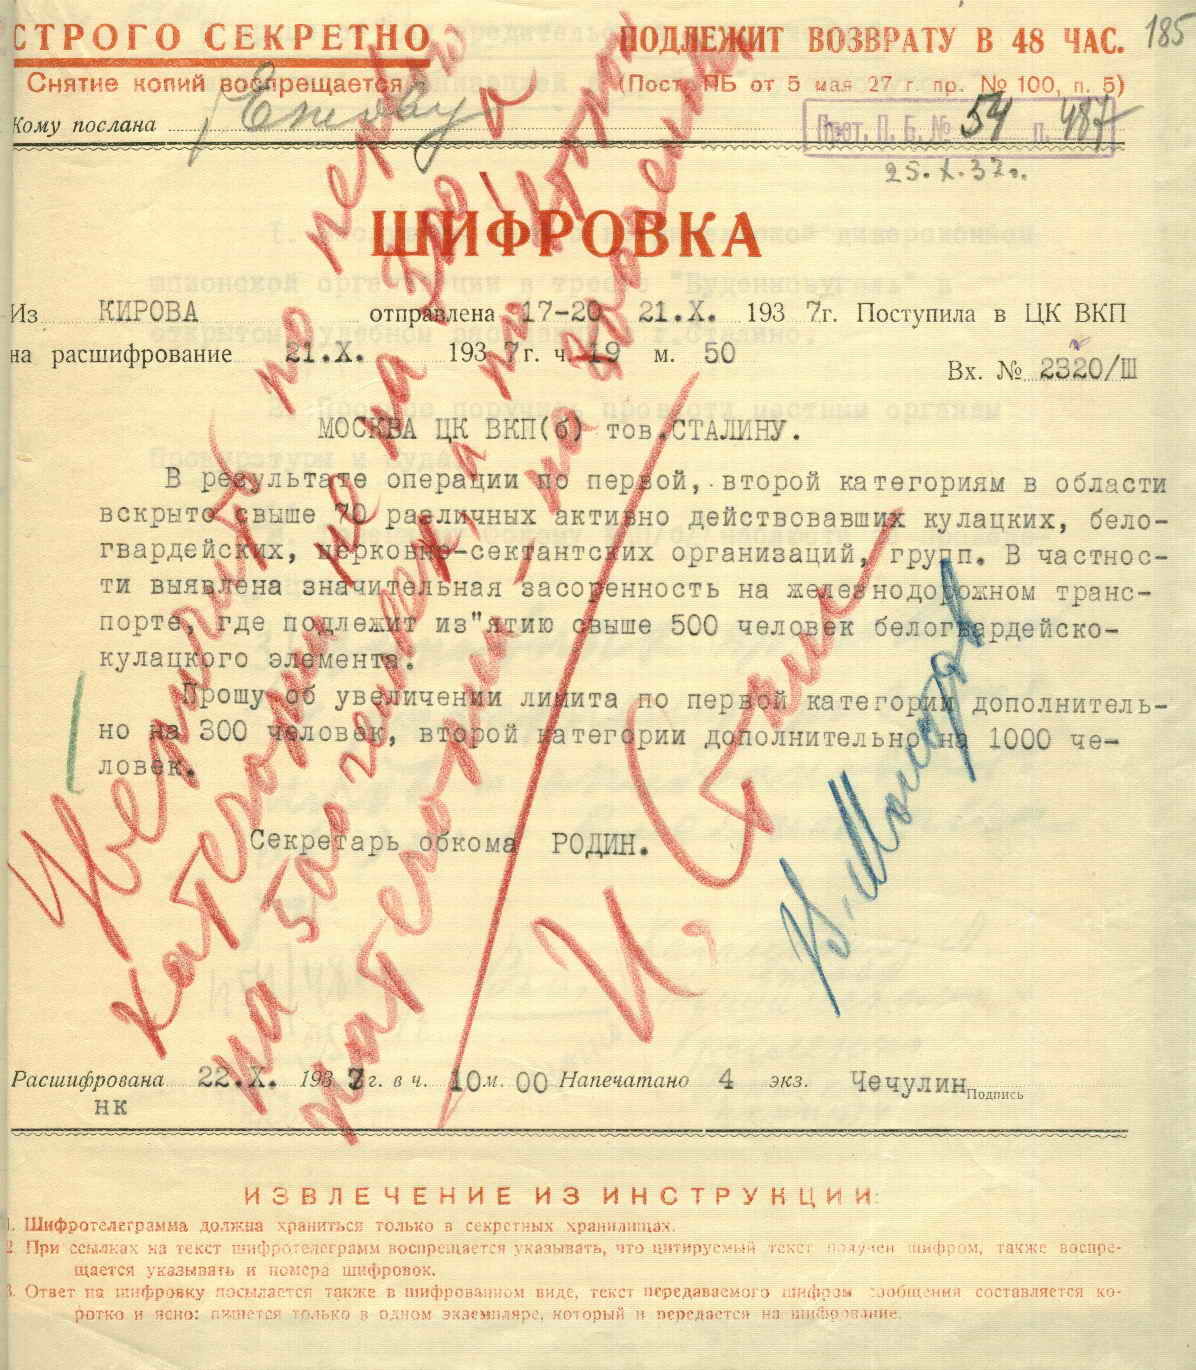 185
СТРОГО СЕКРЕТНО
ПОДЛЕЖИТ ВОЗВРАТУ В 48 ЧАС.
Снятие копий воспрещается
(Пост. ПБ от 5 мая 27 г. пр. № 100, п. 5)
Кому послана Ежову
Прот. П. Б. № 54 п. 487
25.X.37г.
ШИФРОВКА
Из КИРОВА отправлена 17-20 21.X. 1937г. Поступила в ЦК ВКП
на расшифрование 21.X. 1937г. ч. 19 м. 50
Вх. № 2320/Ш
МОСКВА ЦК ВКП(б) тов.СТАЛИНУ.
В результате операции по первой, второй категориям в области
вскрыто свыше 70 различных активно действовавших кулацких, бело-
гвардейских, церковно-сектантских организаций, групп. В частнос-
ти выявлена значительная засоренность на железнодорожном транс-
порте, где подлежит из"ятию свыше 500 человек белогвардейско-
кулацкого элемента.
Прошу об увеличении лимита по первой категории дополнитель-
но на 300 человек, второй категории дополнительно на 1000 че-
ловек.
Секретарь обкома РОДИН.
Увеличить по первой
категории не на 300, а
на 500 человек, а по второй
категории – на
И. Сталин
В. Молотов
Расшифрована 22.X. 1937г. в ч. 10 м. 00 Напечатано 4 экз. Чечулин
Подпись
нк
ИЗВЛЕЧЕНИЕ ИЗ ИНСТРУКЦИИ:
1. Шифротелеграмма должна храниться только в секретных хранилищах.
2. При ссылках на текст шифротелеграмм воспрещается указывать, что цитируемый текст получен шифром, также воспре-
щается указывать и номера шифровок.
3. Ответ на шифровку посылается также в шифрованном виде, текст передаваемого шифром сообщения составляется ко-
ротко и ясно: пишется только в одном экземпляре, который и передается на шифрование.